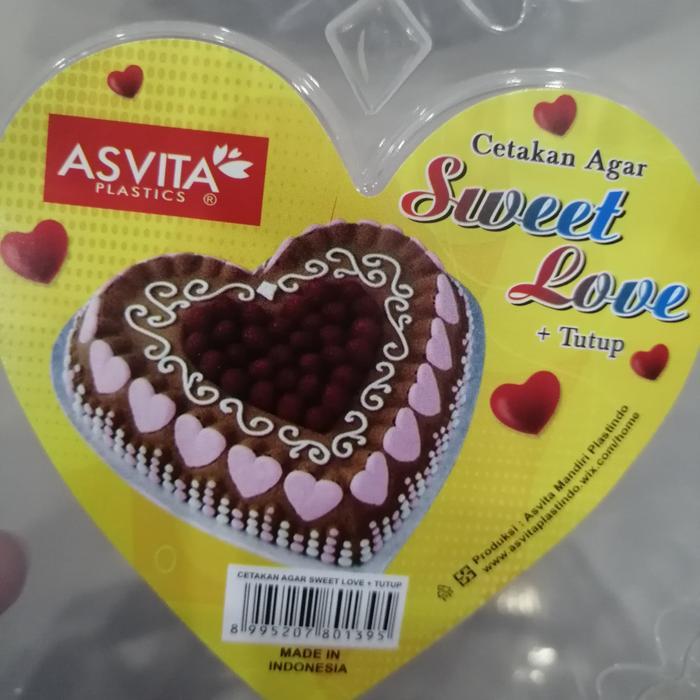 ASVITA
PLASTICS ®
Cetakan Agar
Sweet
Love
+ Tutup
Produksi : Asvita Mandiri Plastindo
www.asvitaplastindo.wix.com/home
CETAKAN AGAR SWEET LOVE + TUTUP
8 995207 801395
MADE IN
INDONESIA